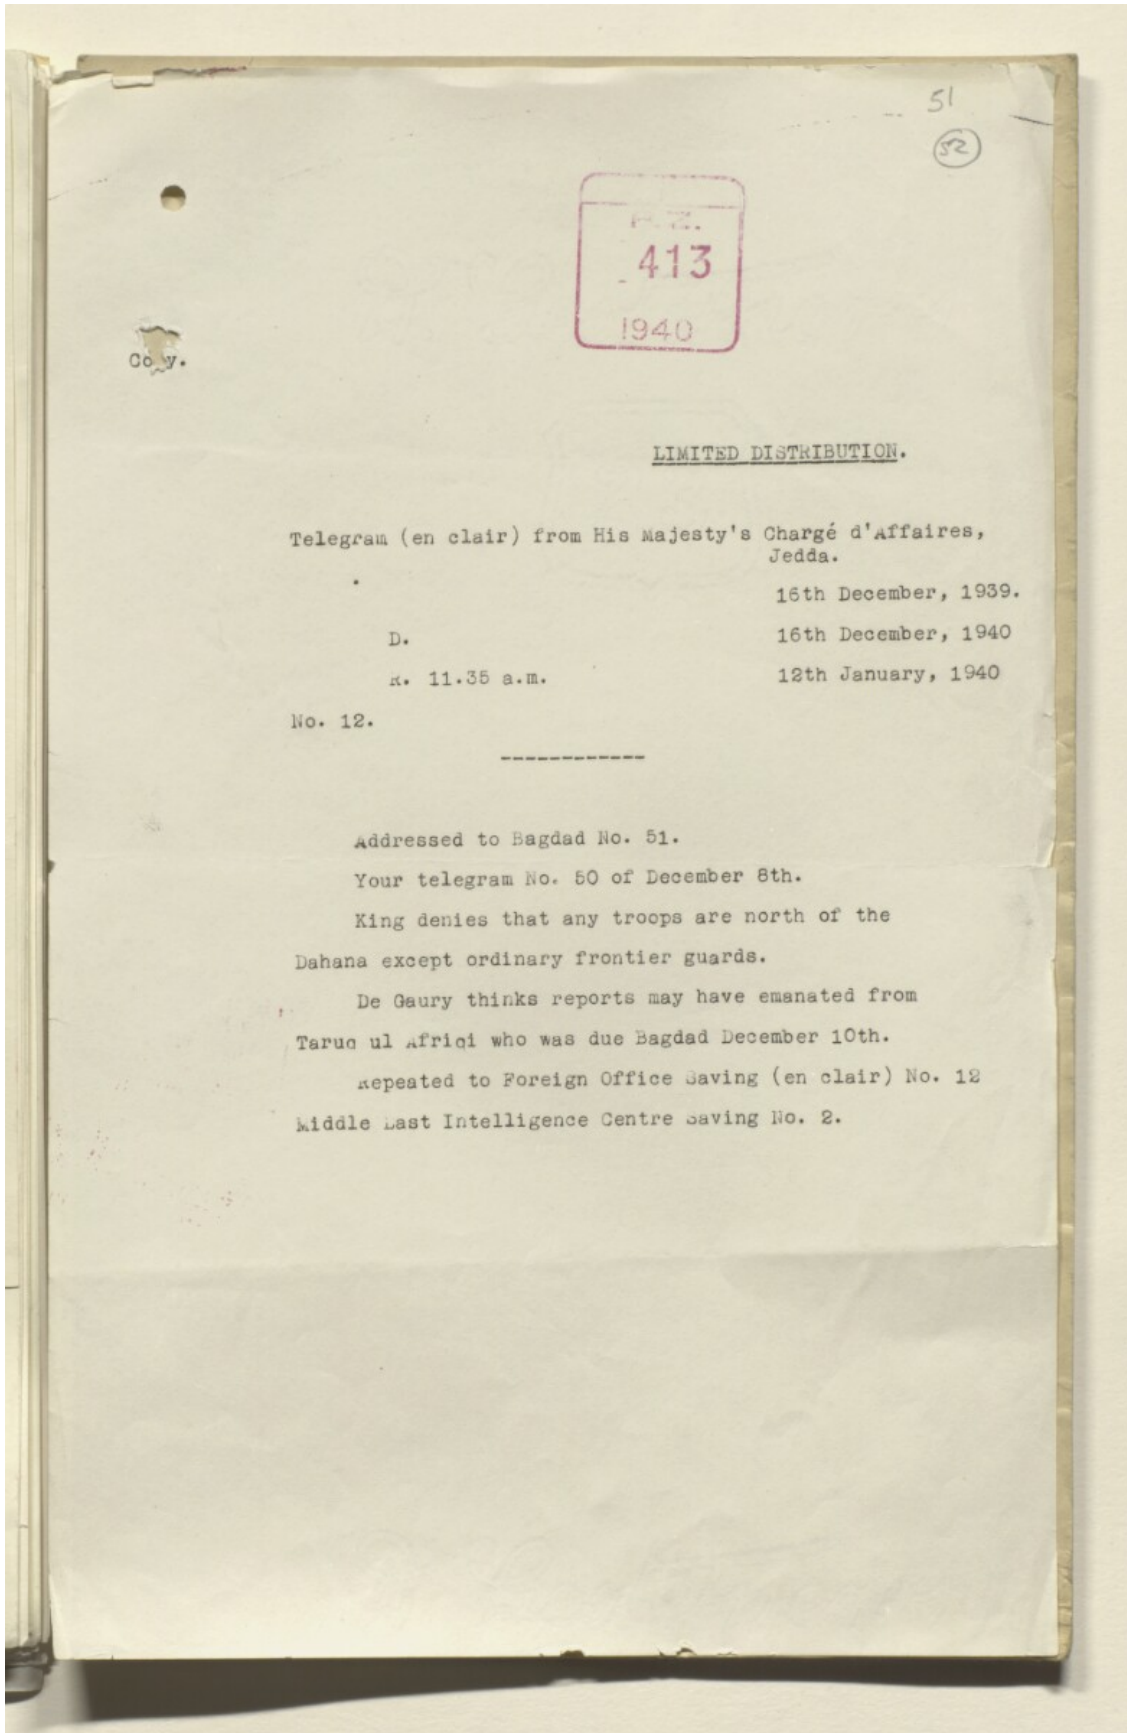 51
52
P.Z.
413
1940
Copy.
LIMITED DISTRIBUTION.
Telegram (en clair) from His Majesty's Chargé d'Affaires,
Jedda.
16th December, 1939.
D. 16th December, 1940
R. 11.35 a.m. 12th January, 1940
No. 12.
------------
Addressed to Bagdad No. 51.
Your telegram No. 50 of December 8th.
King denies that any troops are north of the
Dahana except ordinary frontier guards.
De Gaury thinks reports may have emanated from
Taruq ul Afriqi who was due Bagdad December 10th.
Repeated to Foreign Office Saving (en clair) No. 12
Middle East Intelligence Centre Saving No. 2.